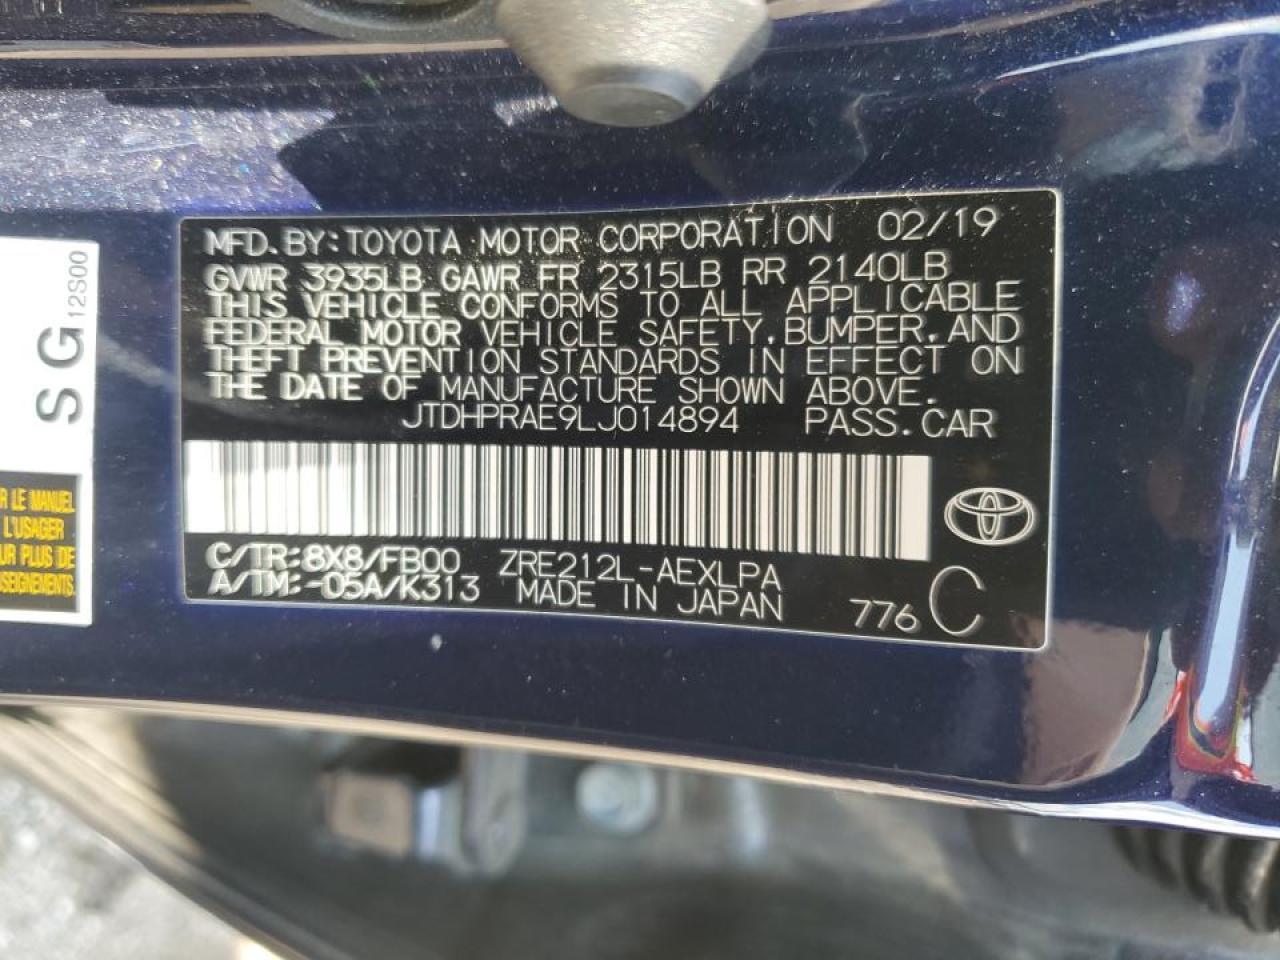 MFD. BY: TOYOTA MOTOR CORPORATION 02/19
GVWR 3935LB GAWR FR 2315LB RR 2140LB
THIS VEHICLE CONFORMS TO ALL APPLICABLE
FEDERAL MOTOR VEHICLE SAFETY, BUMPER, AND
THEFT PREVENTION STANDARDS IN EFFECT ON
THE DATE OF MANUFACTURE SHOWN ABOVE.
JTDHPRAE9LJ014894 PASS. CAR
C/TR: 8X8/FB00 ZRE212L-AEXLPA
A/TM: -05A/K313 MADE IN JAPAN
776 C
SG
12S00
LE MANUEL
L'USAGER
PLUS DE